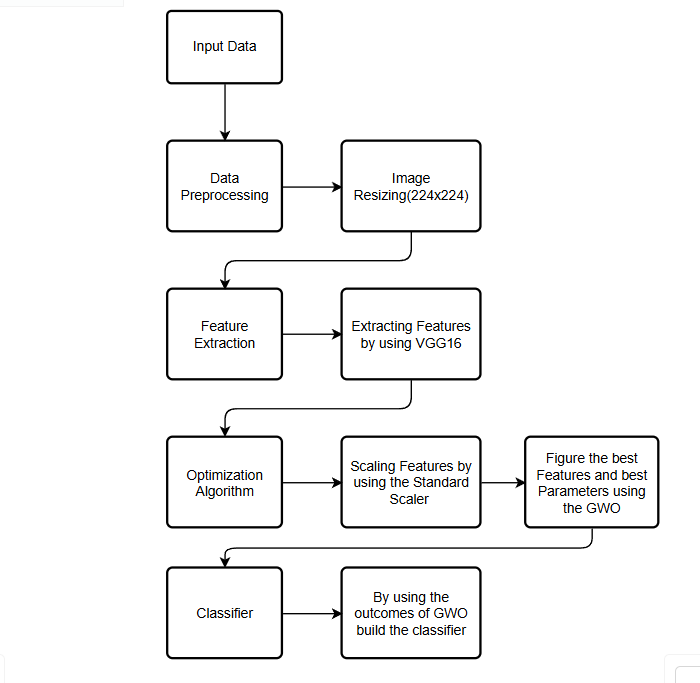 Input Data
Data
Preprocessing
Image
Resizing(224x224)
Feature
Extraction
Extracting Features
by using VGG16
Optimization
Algorithm
Scaling Features by
using the Standard
Scaler
Figure the best
Features and best
Parameters using
the GWO
Classifier
By using the
outcomes of GWO
build the classifier